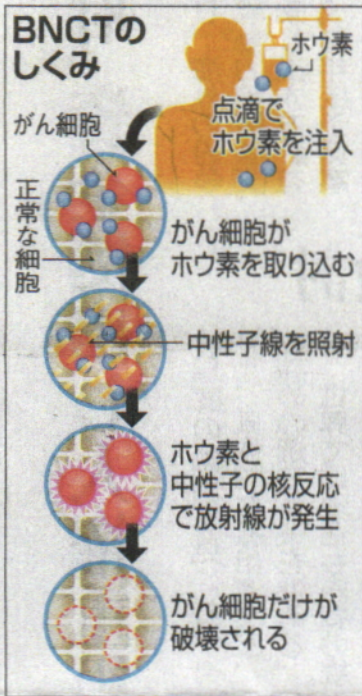 BNCTの
しくみ
ホウ素
点滴で
ホウ素を注入
がん細胞
正常な細胞
がん細胞が
ホウ素を取り込む
中性子線を照射
ホウ素と
中性子の核反応
で放射線が発生
がん細胞だけが
破壊される